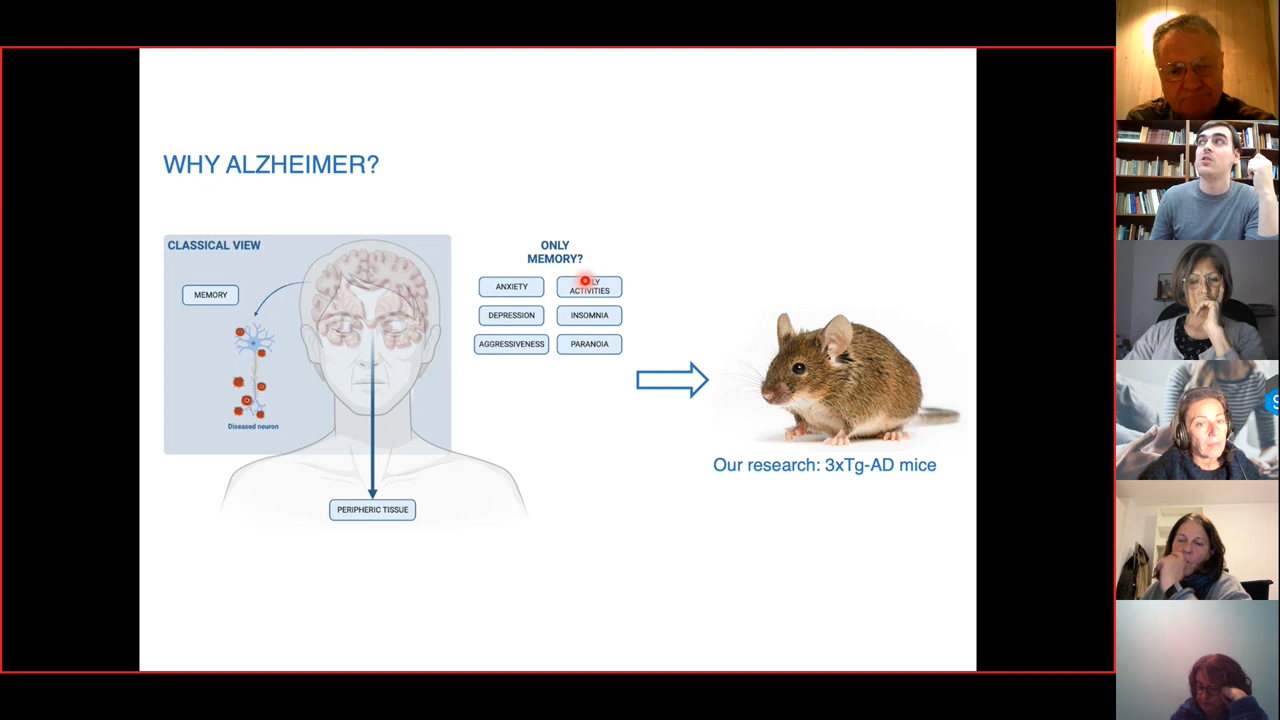 WHY ALZHEIMER?
CLASSICAL VIEW
MEMORY
Diseased neuron
PERIPHERIC TISSUE
ONLY
MEMORY?
ANXIETY
ACTIVITIES
DEPRESSION
INSOMNIA
AGGRESSIVENESS
PARANOIA
Our research: 3xTg-AD mice